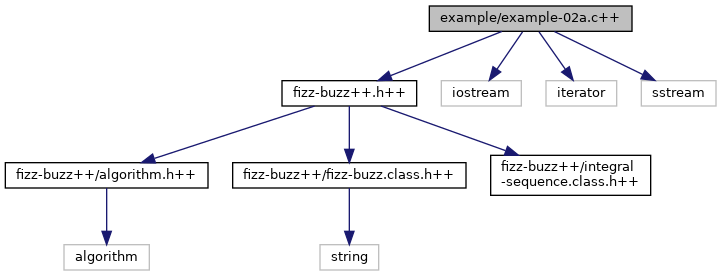 example/example-02a.c++
fizz-buzz++.h++
iostream
iterator
sstream
fizz-buzz++/algorithm.h++
fizz-buzz++/fizz-buzz.class.h++
fizz-buzz++/integral
-sequence.class.h++
algorithm
string